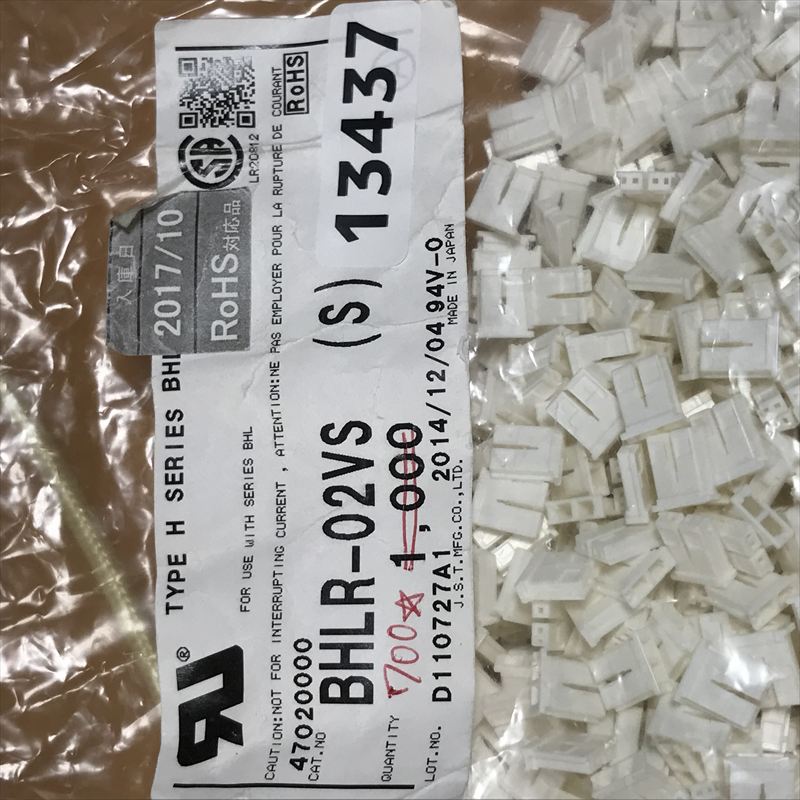 LR20812
RoHS
13437
入庫日
2017/10
RoHS対応品
TYPE H SERIES BHL
FOR USE WITH SERIES BHL
CAUTION:NOT FOR INTERRUPTING CURRENT , ATTENTION:NE PAS EMPLOYER POUR LA RUPTURE DE COURANT
47020000
CAT.NO
BHLR-02VS (S)
QUANTITY 700☆ 1,000
LOT.NO. D110727A1 2014/12/04 94V-0
J.S.T.MFG.CO.,LTD. MADE IN JAPAN